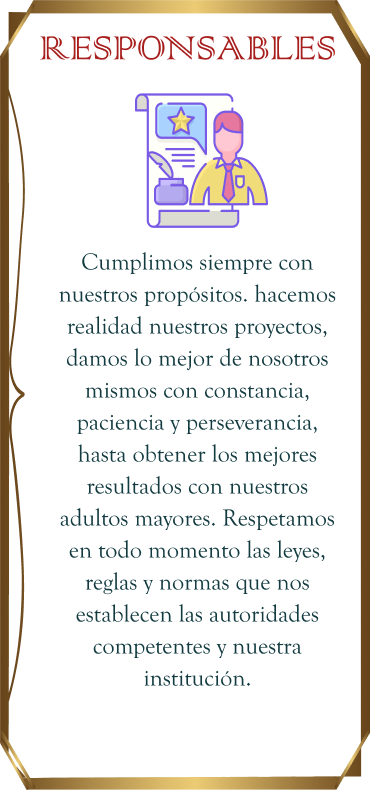 RESPONSABLES
Cumplimos siempre con
nuestros propósitos. hacemos
realidad nuestros proyectos,
damos lo mejor de nosotros
mismos con constancia,
paciencia y perseverancia,
hasta obtener los mejores
resultados con nuestros
adultos mayores. Respetamos
en todo momento las leyes,
reglas y normas que nos
establecen las autoridades
competentes y nuestra
institución.